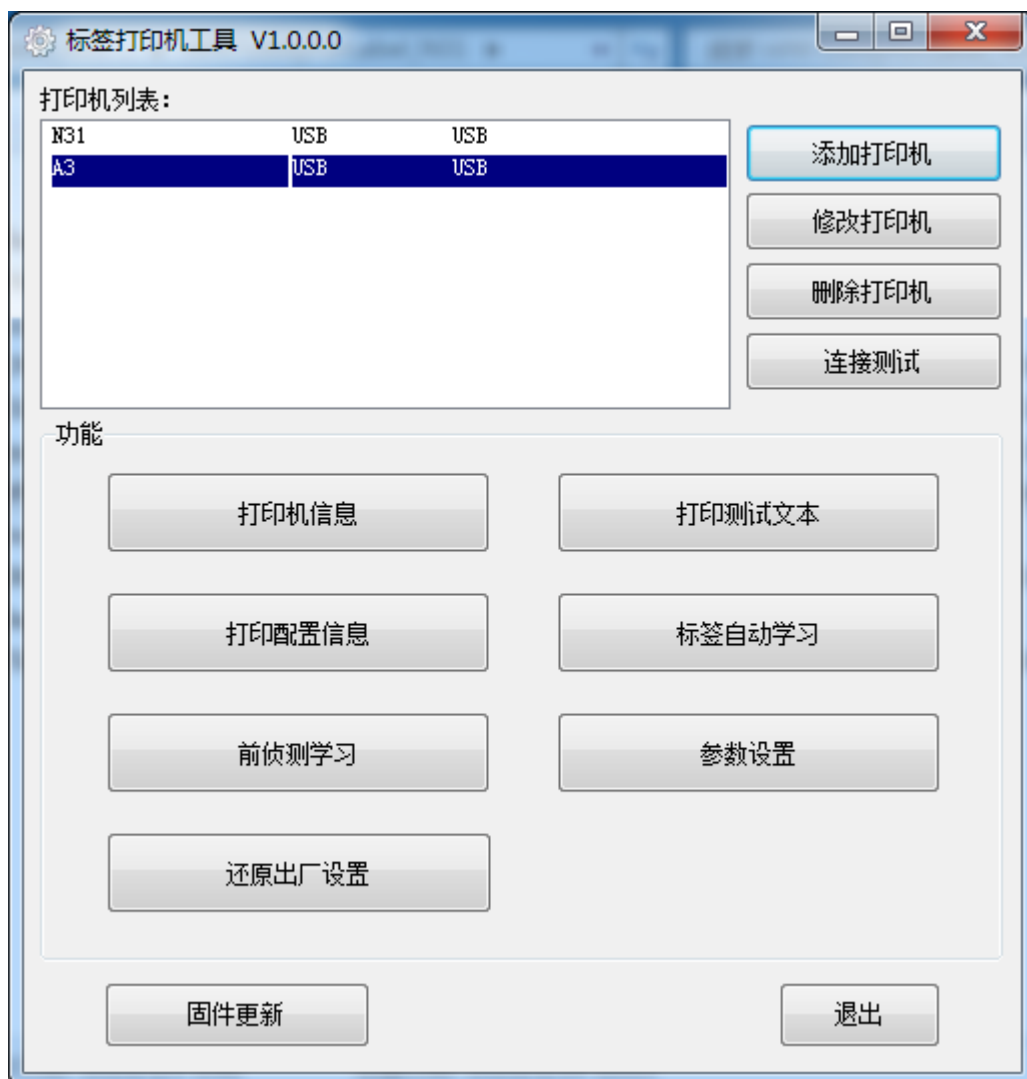 标签打印机工具 V1.0.0.0
打印机列表：
N31 USB USB
A3 USB USB
添加打印机
修改打印机
删除打印机
连接测试
功能
打印机信息 打印测试文本
打印配置信息 标签自动学习
前侦测学习 参数设置
还原出厂设置
固件更新 退出